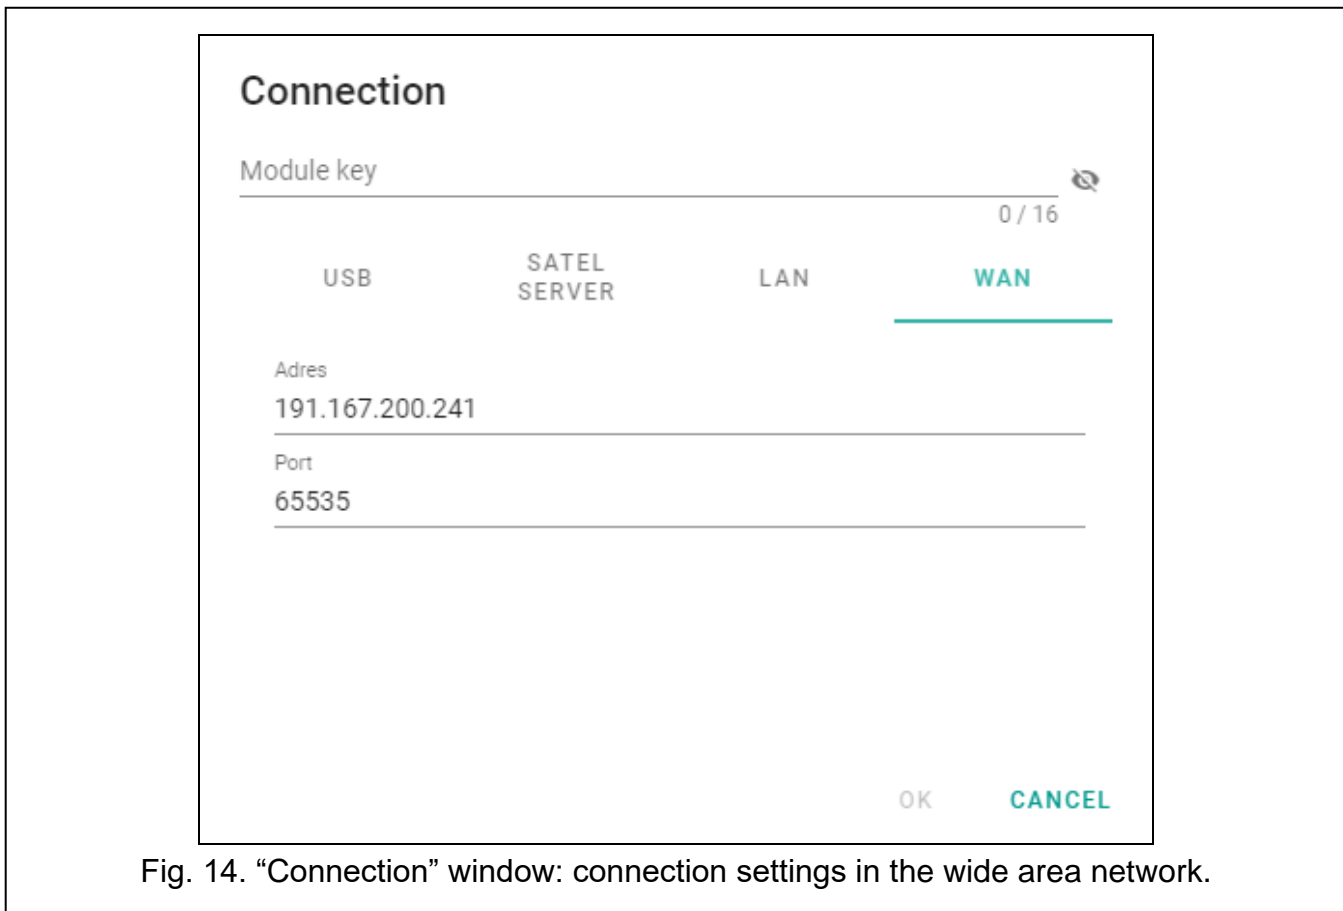 Connection
Module key
0 / 16
USB
SATEL
SERVER
LAN
WAN
Adres
191.167.200.241
Port
65535
OK
CANCEL
Fig. 14. “Connection” window: connection settings in the wide area network.